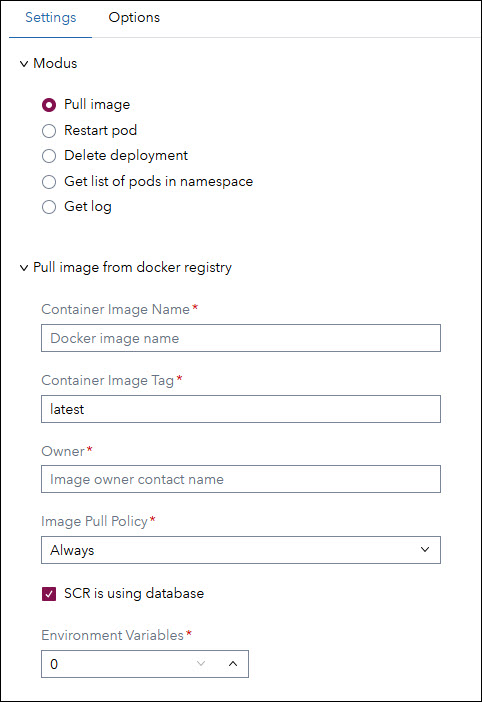 Settings Options
Modus
Pull image
Restart pod
Delete deployment
Get list of pods in namespace
Get log
Pull image from docker registry
Container Image Name*
Docker image name
Container Image Tag*
latest
Owner*
Image owner contact name
Image Pull Policy*
Always
SCR is using database
Environment Variables*
0